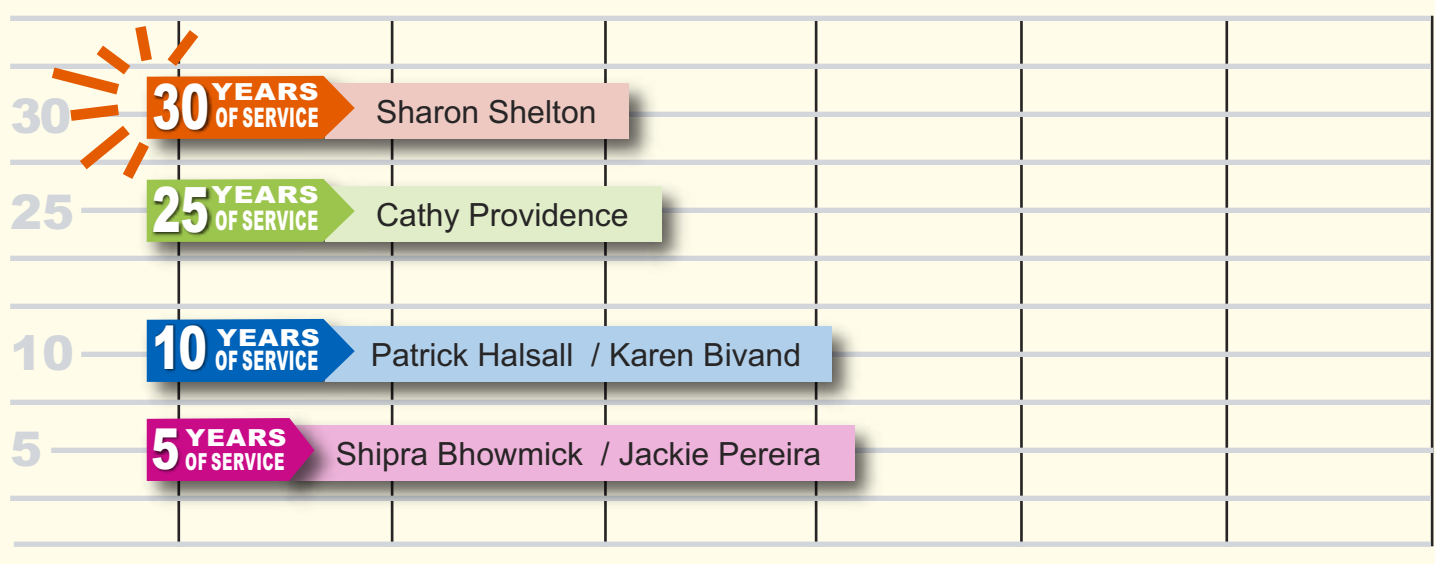 30 30 YEARS OF SERVICE Sharon Shelton
25 25 YEARS OF SERVICE Cathy Providence
10 10 YEARS OF SERVICE Patrick Halsall / Karen Bivand
5 5 YEARS OF SERVICE Shipra Bhowmick / Jackie Pereira